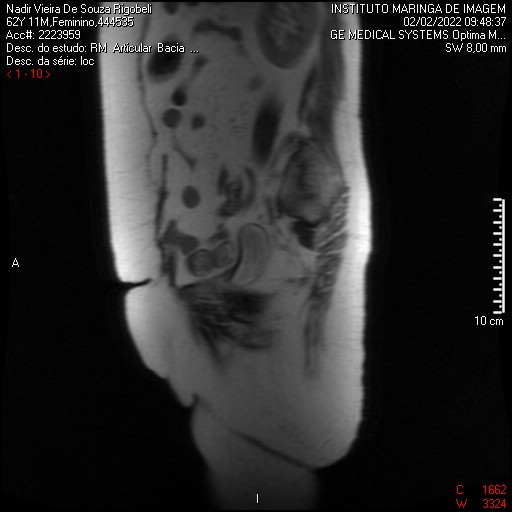 Nadir Vieira De Souza Rigobeli
62Y 11M,Feminino,444535
Acc#: 2223959
Desc. do estudo: RM Articular Bacia ...
Desc. da série: loc
< 1 - 10 >
INSTITUTO MARINGA DE IMAGEM
02/02/2022 09:48:37
GE MEDICAL SYSTEMS Optima M...
SW 8,00 mm
A
10 cm
I
C 1662
W 3324